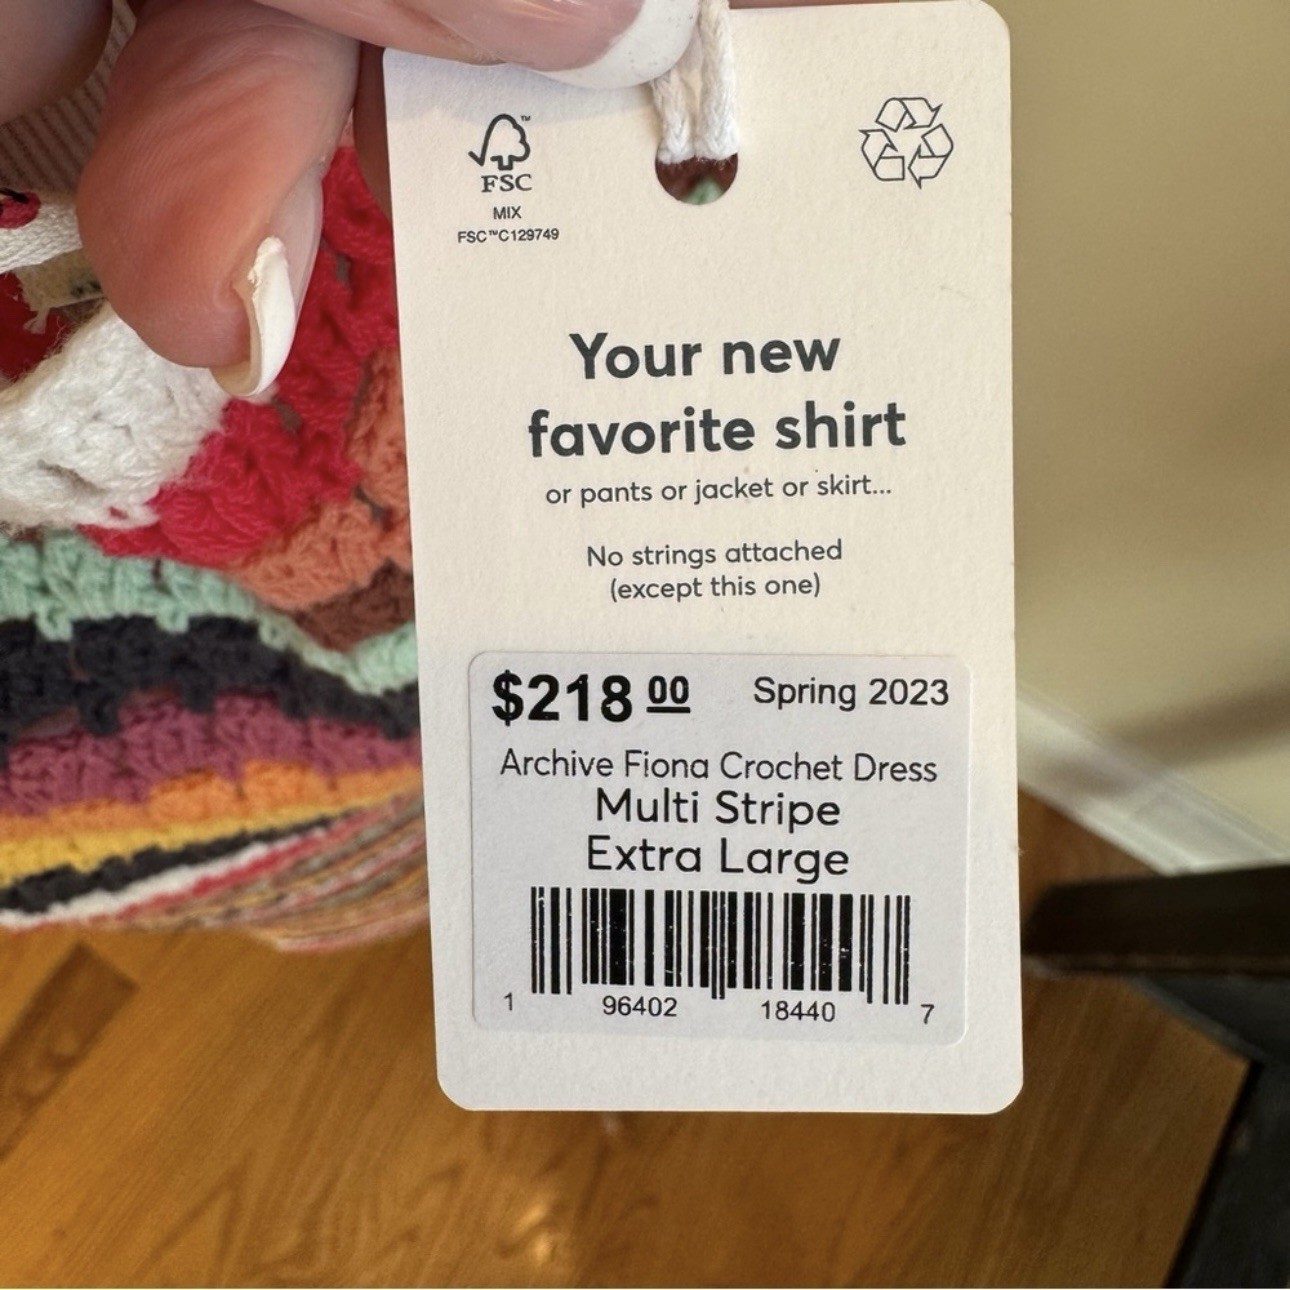 FSC™
MIX
FSC™C129749
Your new
favorite shirt
or pants or jacket or skirt...
No strings attached
(except this one)
$218 00 Spring 2023
Archive Fiona Crochet Dress
Multi Stripe
Extra Large
1 96402 18440 7